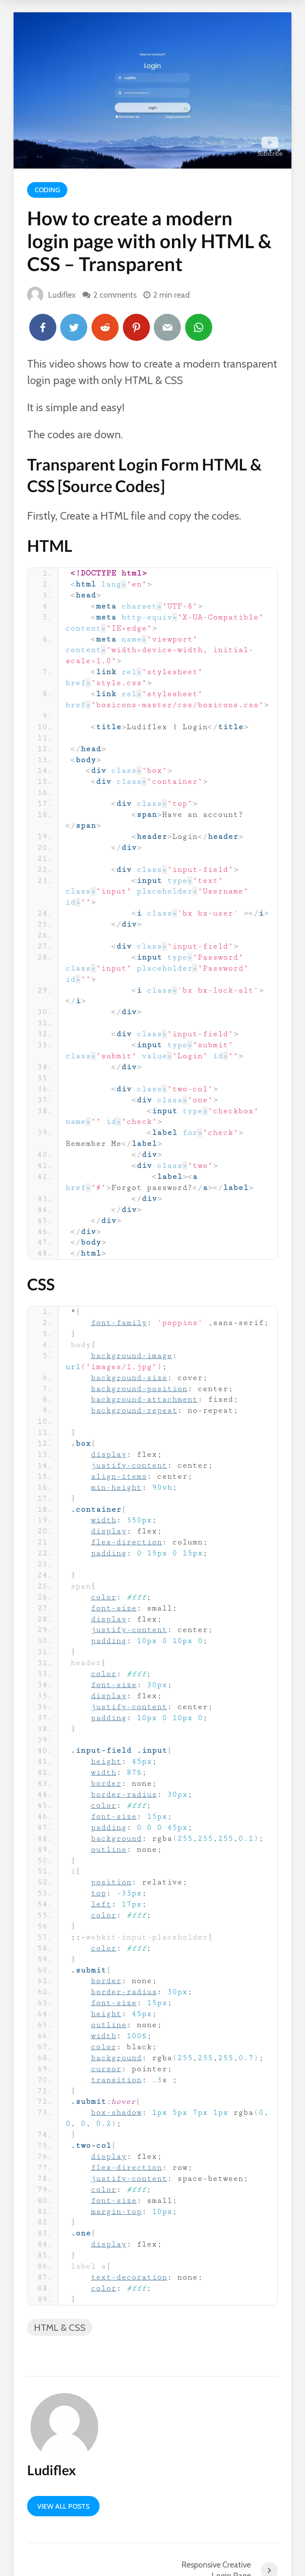 Have an account?
Login
Ludiflex
Login
Remember me
Forgot password?
Subscribe
CODING
How to create a modern
login page with only HTML &
CSS – Transparent
Ludiflex 2 comments 2 min read
This video shows how to create a modern transparent
login page with only HTML & CSS
It is simple and easy!
The codes are down.
Transparent Login Form HTML &
CSS [Source Codes]
Firstly, Create a HTML file and copy the codes.
HTML
1. <!DOCTYPE html>
2. <html lang="en">
3. <head>
4. <meta charset="UTF-8">
5. <meta http-equiv="X-UA-Compatible"
content="IE=edge">
6. <meta name="viewport"
content="width=device-width, initial-
scale=1.0">
7. <link rel="stylesheet"
href="style.css">
8. <link rel="stylesheet"
href="boxicons-master/css/boxicons.css">
9.
10. <title>Ludiflex | Login</title>
11.
12. </head>
13. <body>
14. <div class="box">
15. <div class="container">
16.
17. <div class="top">
18. <span>Have an account?
</span>
19. <header>Login</header>
20. </div>
21.
22. <div class="input-field">
23. <input type="text"
class="input" placeholder="Username"
id="">
24. <i class='bx bx-user' ></i>
25. </div>
26.
27. <div class="input-field">
28. <input type="Password"
class="input" placeholder="Password"
id="">
29. <i class='bx bx-lock-alt'>
</i>
30. </div>
31.
32. <div class="input-field">
33. <input type="submit"
class="submit" value="Login" id="">
34. </div>
35.
36. <div class="two-col">
37. <div class="one">
38. <input type="checkbox"
name="" id="check">
39. <label for="check">
Remember Me</label>
40. </div>
41. <div class="two">
42. <label><a
href="#">Forgot password?</a></label>
43. </div>
44. </div>
45. </div>
46. </div>
47. </body>
48. </html>
CSS
1. *{
2. font-family: 'poppins' ,sans-serif;
3. }
4. body{
5. background-image:
url("images/1.jpg");
6. background-size: cover;
7. background-position: center;
8. background-attachment: fixed;
9. background-repeat: no-repeat;
10.
11. }
12. .box{
13. display: flex;
14. justify-content: center;
15. align-items: center;
16. min-height: 90vh;
17. }
18. .container{
19. width: 350px;
20. display: flex;
21. flex-direction: column;
22. padding: 0 15px 0 15px;
23.
24. }
25. span{
26. color: #fff;
27. font-size: small;
28. display: flex;
29. justify-content: center;
30. padding: 10px 0 10px 0;
31. }
32. header{
33. color: #fff;
34. font-size: 30px;
35. display: flex;
36. justify-content: center;
37. padding: 10px 0 10px 0;
38. }
39.
40. .input-field .input{
41. height: 45px;
42. width: 87%;
43. border: none;
44. border-radius: 30px;
45. color: #fff;
46. font-size: 15px;
47. padding: 0 0 0 45px;
48. background: rgba(255,255,255,0.1);
49. outline: none;
50. }
51. i{
52. position: relative;
53. top: -33px;
54. left: 17px;
55. color: #fff;
56. }
57. ::-webkit-input-placeholder{
58. color: #fff;
59. }
60. .submit{
61. border: none;
62. border-radius: 30px;
63. font-size: 15px;
64. height: 45px;
65. outline: none;
66. width: 100%;
67. color: black;
68. background: rgba(255,255,255,0.7);
69. cursor: pointer;
70. transition: .3s ;
71. }
72. .submit:hover{
73. box-shadow: 1px 5px 7px 1px rgba(0,
0, 0, 0.2);
74. }
75. .two-col{
76. display: flex;
77. flex-direction: row;
78. justify-content: space-between;
79. color: #fff;
80. font-size: small;
81. margin-top: 10px;
82. }
83. .one{
84. display: flex;
85. }
86. label a{
87. text-decoration: none;
88. color: #fff;
89. }
HTML & CSS
Ludiflex
VIEW ALL POSTS
Responsive Creative
Login Page